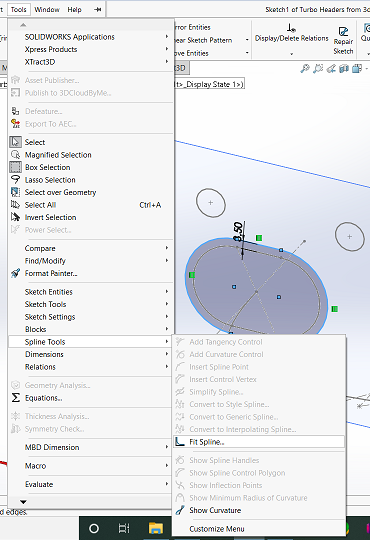 t
Tools
Window
Help
Sketch1 of Turbo Headers from 3d
SOLIDWORKS Applications
Xpress Products
XTract3D
Asset Publisher...
Publish to 3DCloudByMe...
Defeature...
Export To AEC...
Select
Magnified Selection
Box Selection
Lasso Selection
Select over Geometry
Select All Ctrl+A
Invert Selection
Power Select...
Compare
Find/Modify
Format Painter...
Sketch Entities
Sketch Tools
Sketch Settings
Blocks
Spline Tools
Dimensions
Relations
Geometry Analysis...
Equations...
Thickness Analysis...
Symmetry Check...
MBD Dimension
Macro
Evaluate
rror Entities
near Sketch Pattern
ove Entities
Display/Delete Relations
Repair
Sketch
Qu
t3D
t>_Display State 1>)
3.50
Add Tangency Control
Add Curvature Control
Insert Spline Point
Insert Control Vertex
Simplify Spline...
Convert to Style Spline...
Convert to Generic Spline...
Convert to Interpolating Spline...
Fit Spline...
Show Spline Handles
Show Spline Control Polygon
Show Inflection Points
Show Minimum Radius of Curvature
Show Curvature
Customize Menu
d edges.